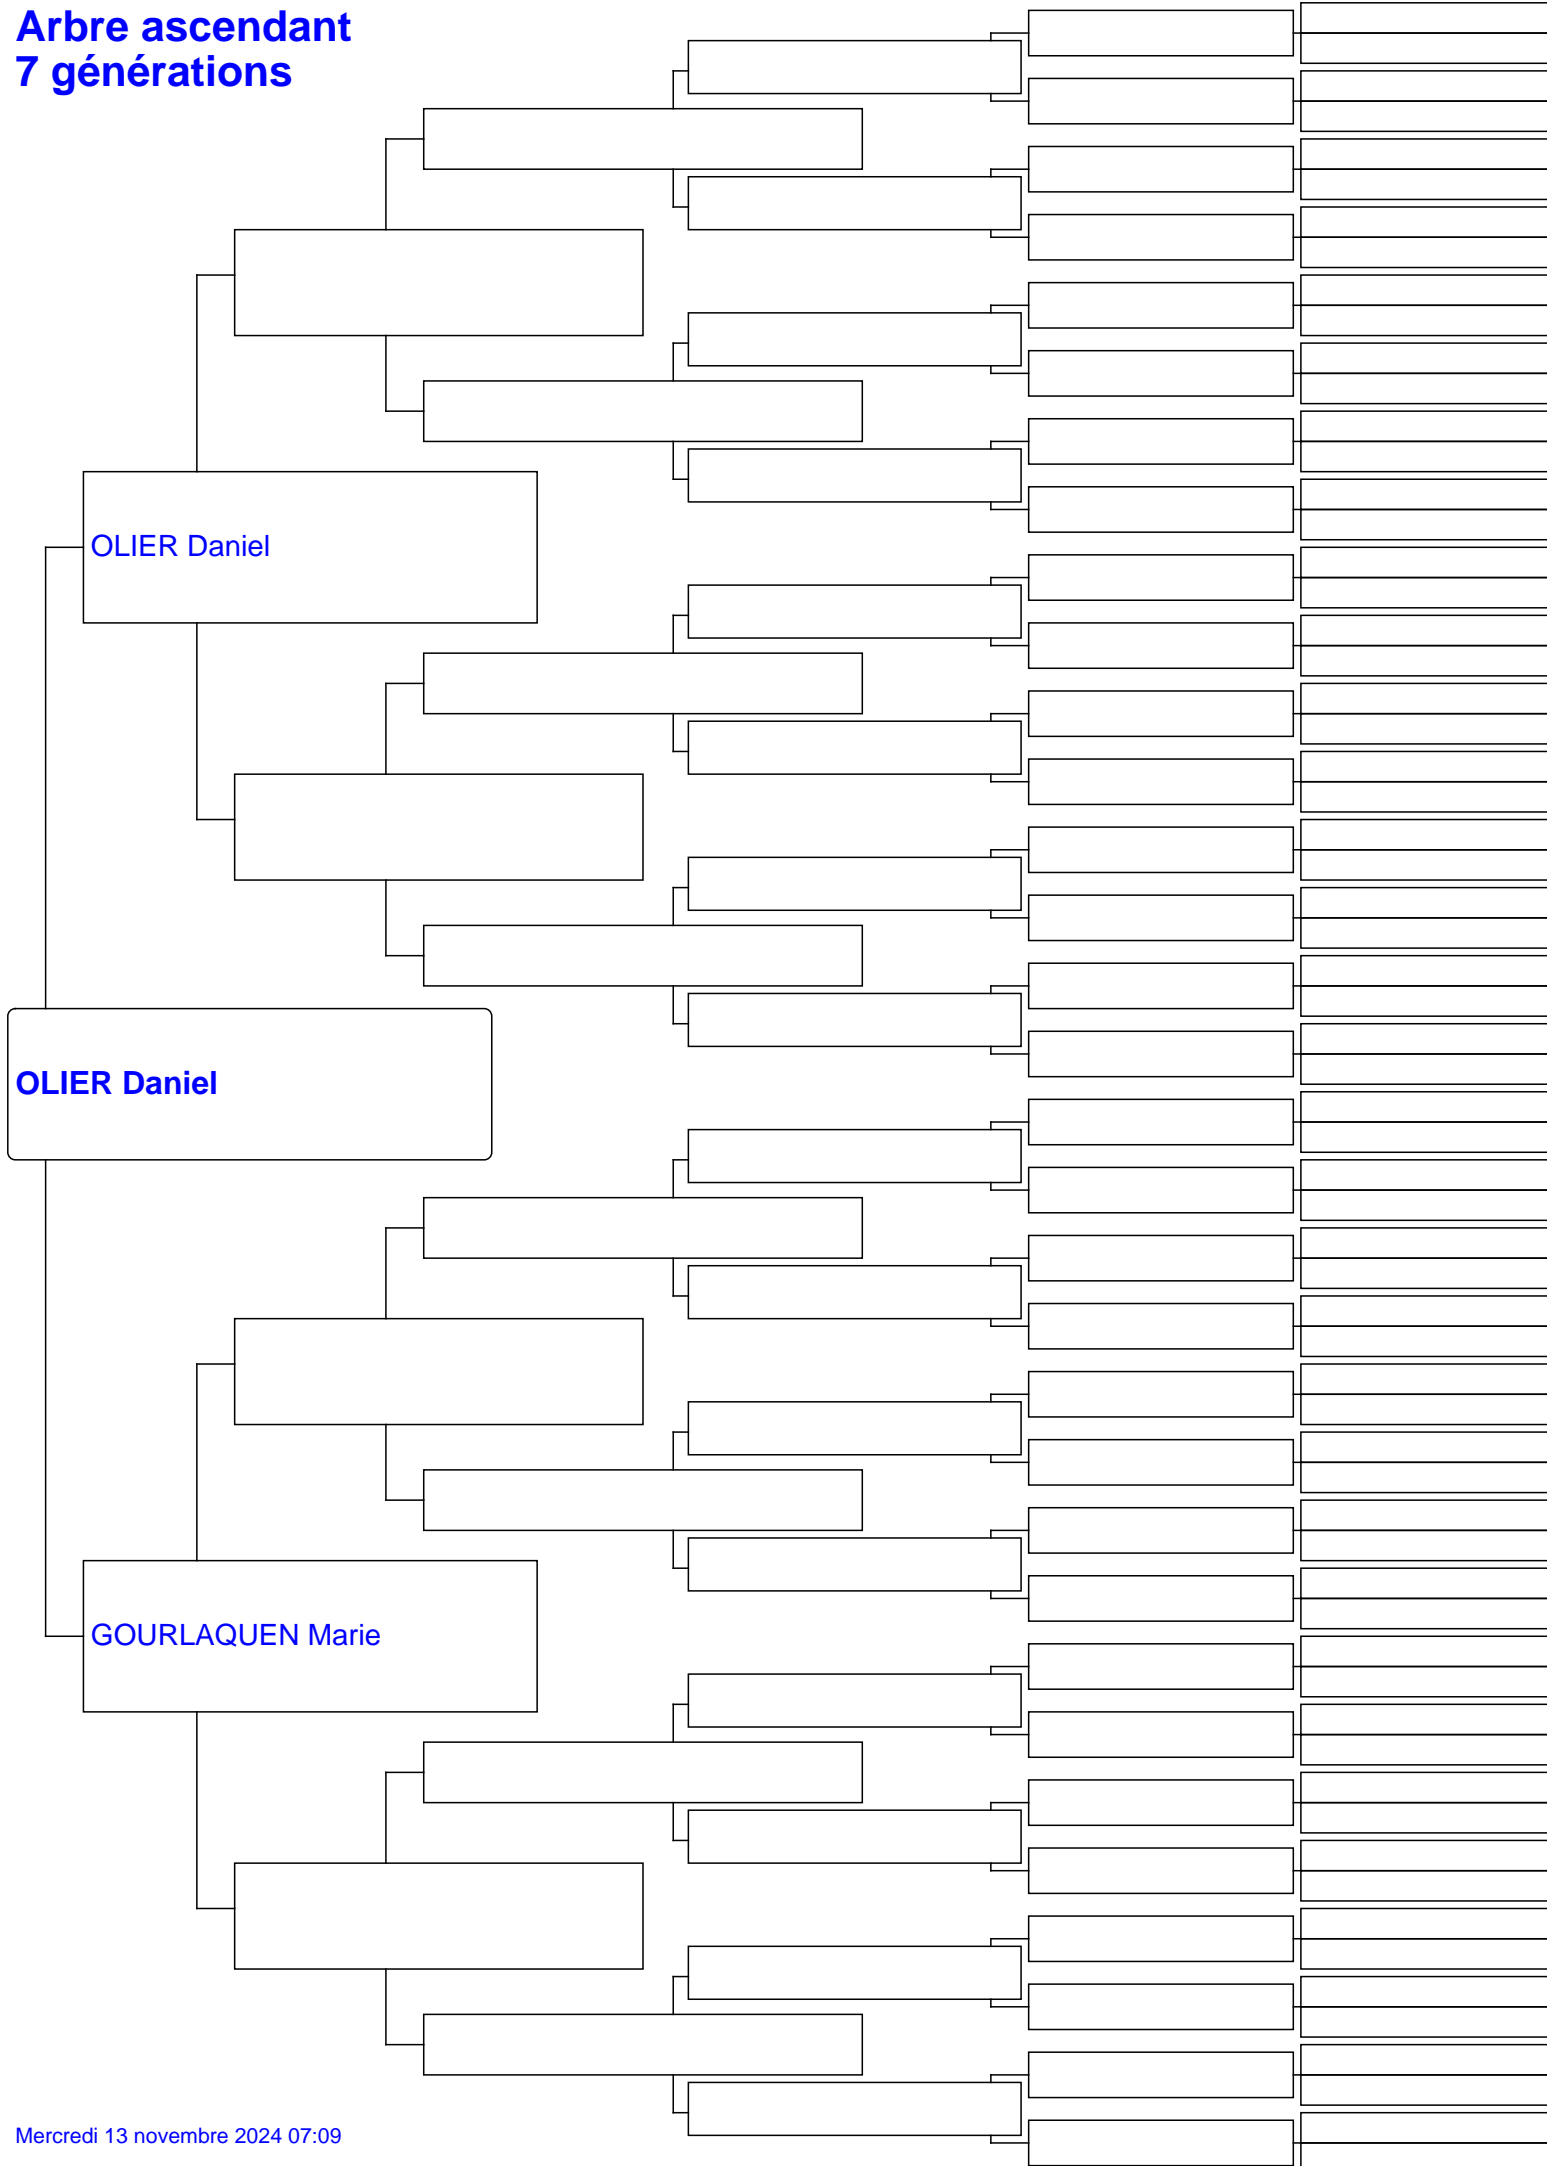 Arbre ascendant
7 générations
OLIER Daniel
OLIER Daniel
GOURLAQUEN Marie
Mercredi 13 novembre 2024 07:09